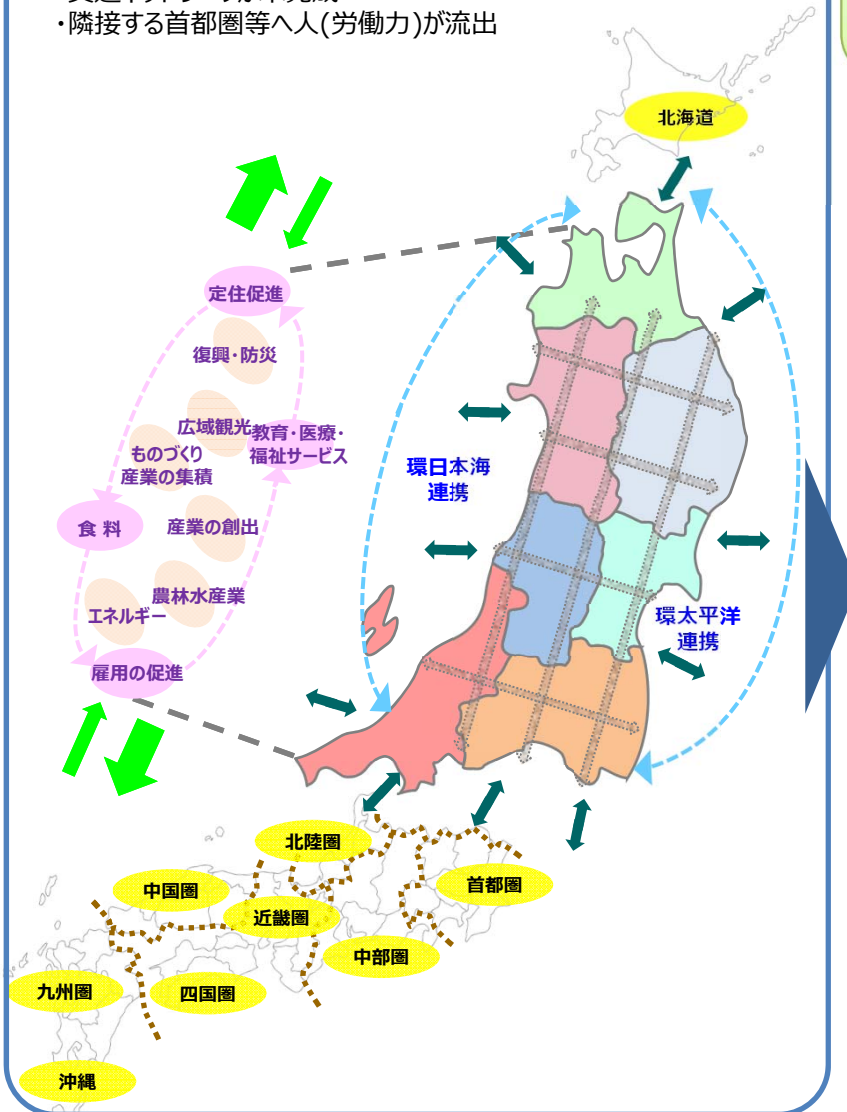 ・隣接する首都圏等へ人(労働力)が流出
北海道
定住促進
復興・防災
広域観光
教育・医療・
福祉サービス
ものづくり
産業の集積
環日本海
連携
食 料
産業の創出
農林水産業
エネルギー
環太平洋
連携
雇用の促進
北陸圏
中国圏
首都圏
近畿圏
中部圏
九州圏
四国圏
沖縄